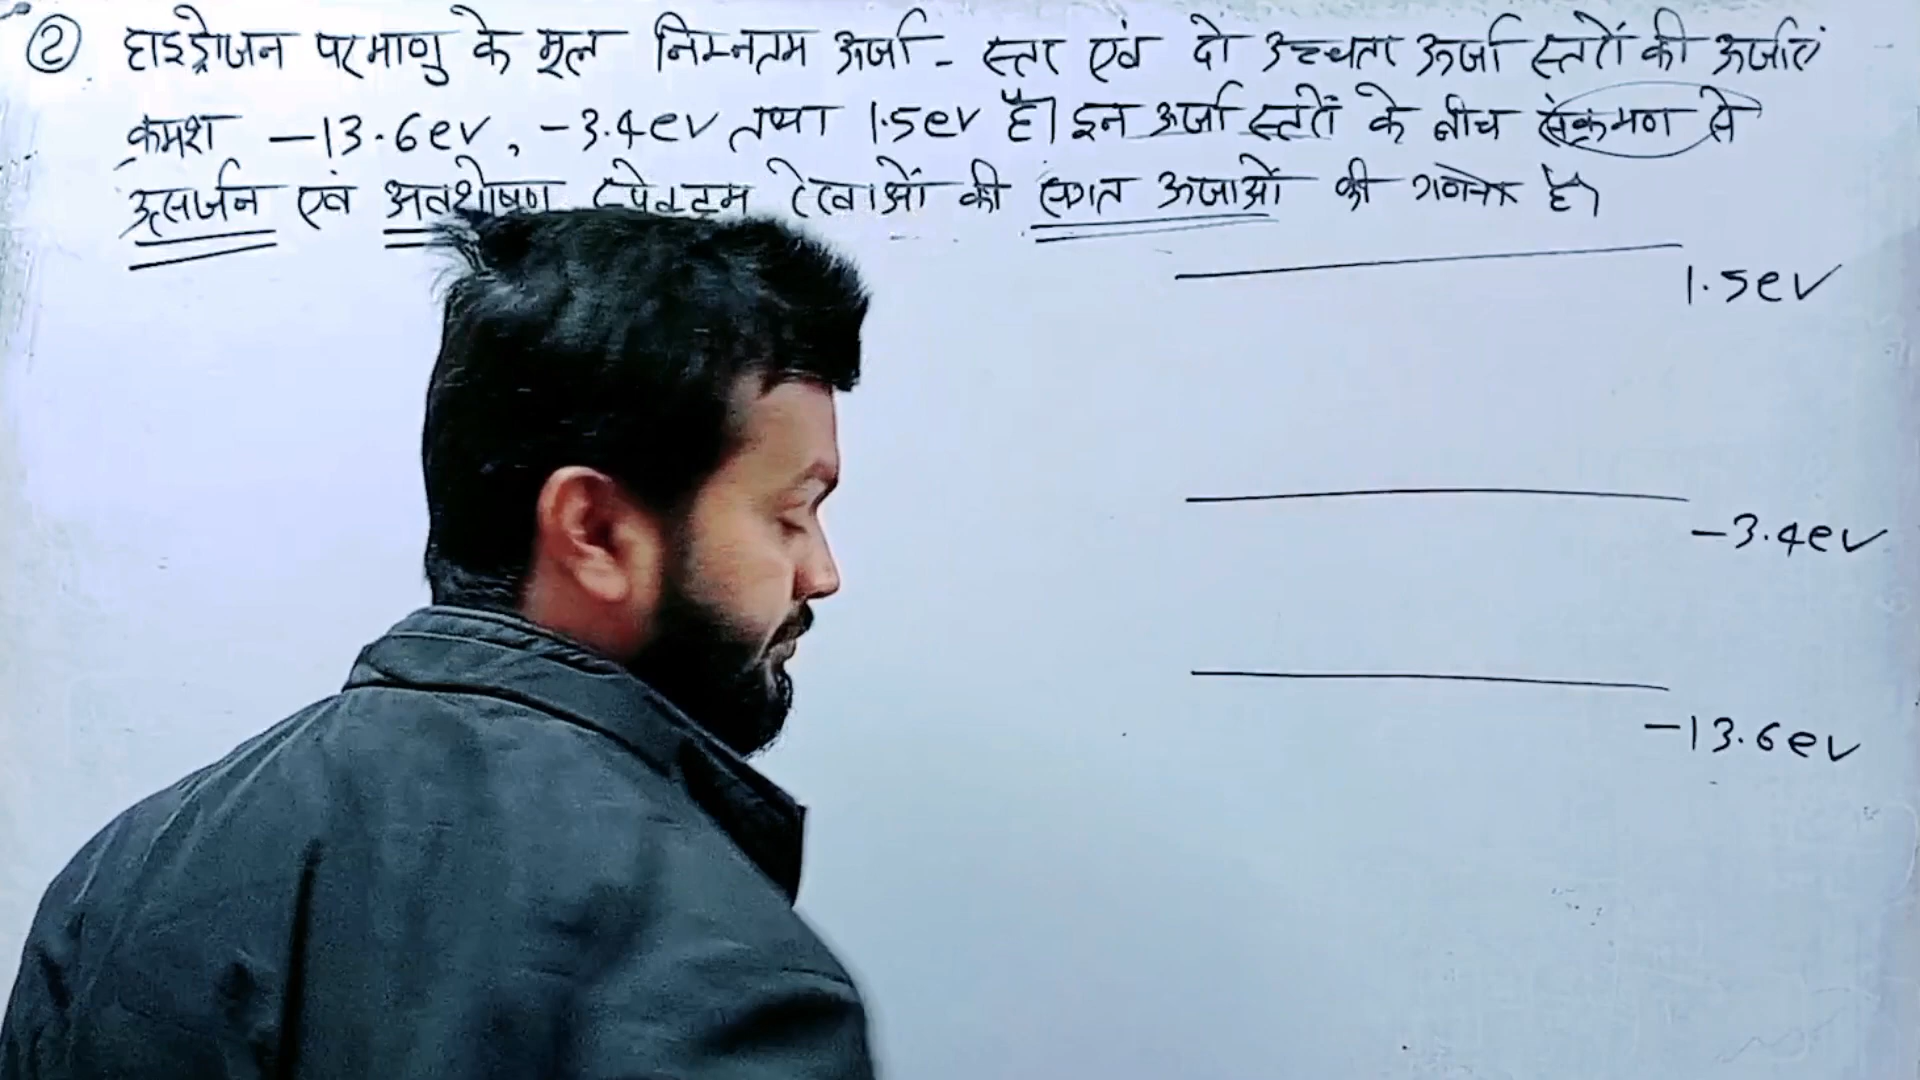 ② हाइड्रोजन परमाणु के मूल निम्नतम ऊर्जा - स्तर एवं दो उच्चतर ऊर्जा स्तरों की ऊर्जाएं
क्रमश -13.6ev, -3.4ev तथा 1.5ev है। इन ऊर्जा स्तरों के बीच संक्रमण से
उत्सर्जन एवं अवशोषण स्पेक्ट्रम रेखाओं की ऊर्जाओं की है।
1.5ev
-3.4ev
-13.6ev